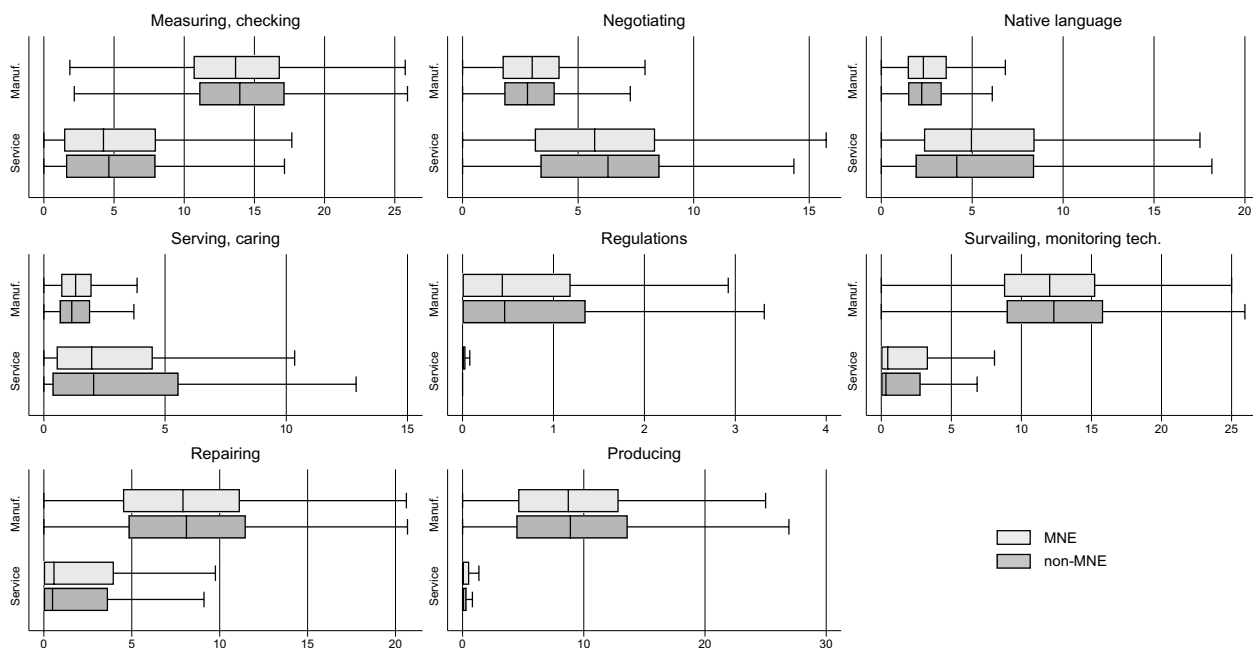 Measuring, checking
Manuf.
Service
0 5 10 15 20 25
Negotiating
Manuf.
Service
0 5 10 15
Native language
Manuf.
Service
0 5 10 15 20
Serving, caring
Manuf.
Service
0 5 10 15
Regulations
Manuf.
Service
0 1 2 3 4
Survailing, monitoring tech.
Manuf.
Service
0 5 10 15 20 25
Repairing
Manuf.
Service
0 5 10 15 20
Producing
Manuf.
Service
0 10 20 30
MNE
non-MNE